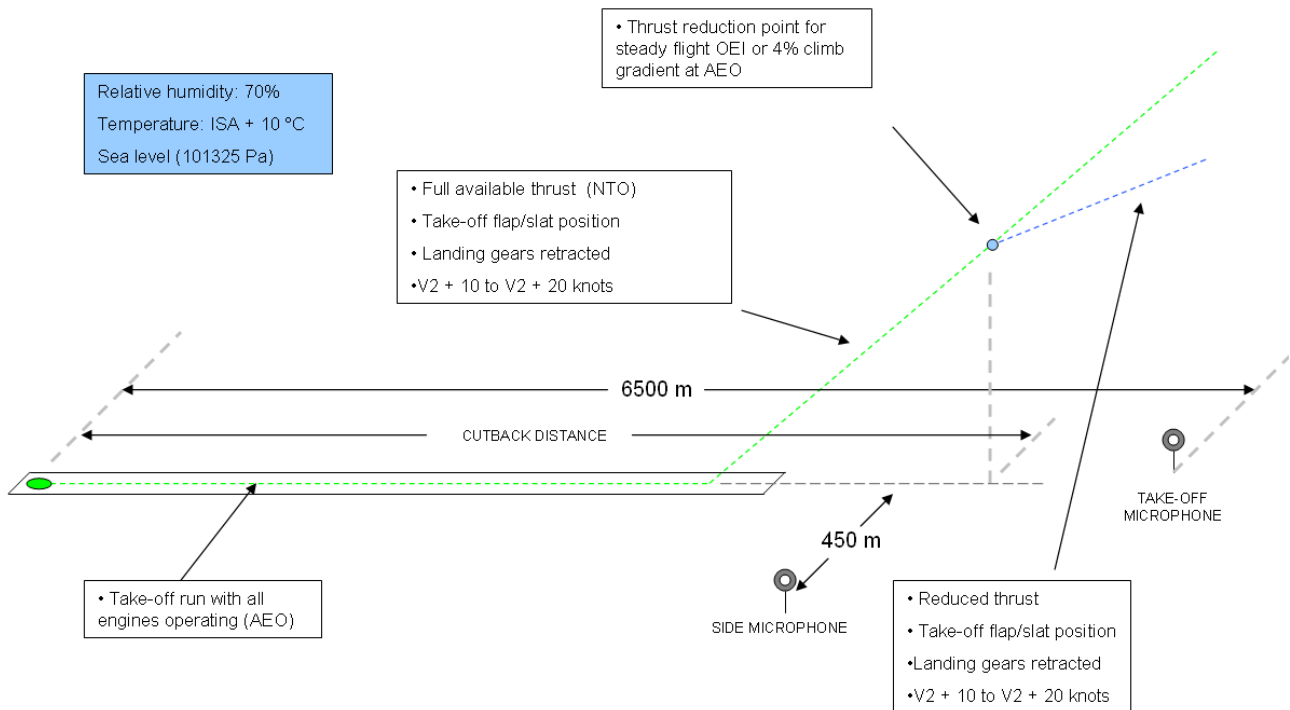 • Thrust reduction point for
steady flight OEI or 4% climb
gradient at AEO
Relative humidity: 70%
Temperature: ISA + 10 ºC
Sea level (101325 Pa)
• Full available thrust (NTO)
• Take-off flap/slat position
• Landing gears retracted
•V2 + 10 to V2 + 20 knots
6500 m
CUTBACK DISTANCE
TAKE-OFF
MICROPHONE
450 m
• Take-off run with all
engines operating (AEO)
SIDE MICROPHONE
• Reduced thrust
• Take-off flap/slat position
•Landing gears retracted
•V2 + 10 to V2 + 20 knots